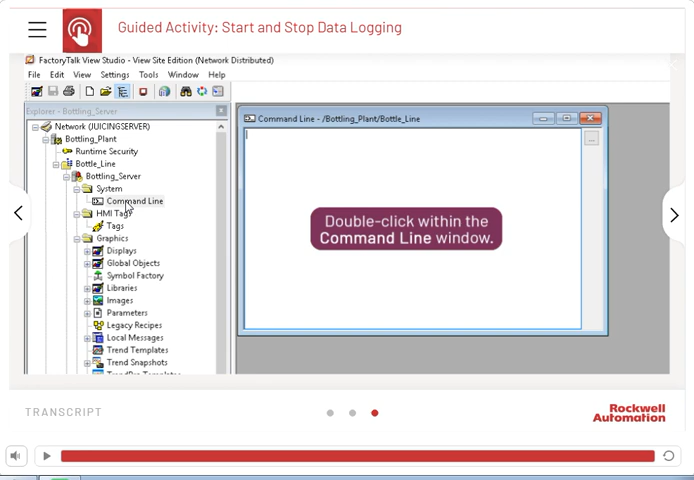 Guided Activity: Start and Stop Data Logging
FactoryTalk View Studio - View Site Edition (Network Distributed)
File Edit View Settings Tools Window Help
Explorer - Bottling_Server
Network (JUICINGSERVER)
Bottling_Plant
Runtime Security
Bottle_Line
Bottling_Server
System
Command Line
HMI Tags
Tags
Graphics
Displays
Global Objects
Symbol Factory
Libraries
Images
Parameters
Legacy Recipes
Local Messages
Trend Templates
Trend Snapshots
TrendPro Templates
Command Line - /Bottling_Plant/Bottle_Line
...
Double-click within the
Command Line window.
TRANSCRIPT
Rockwell
Automation